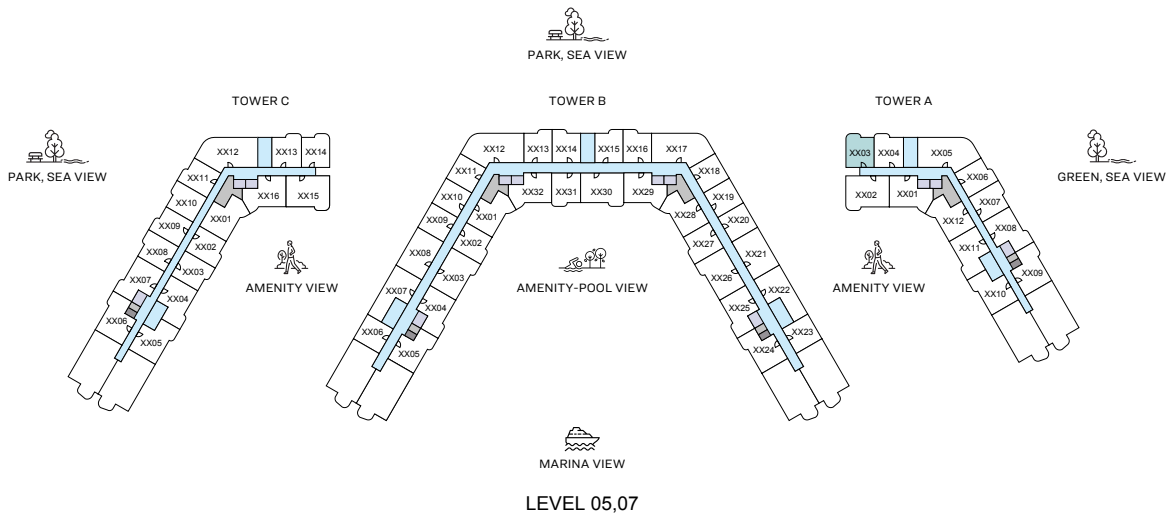 PARK, SEA VIEW
TOWER C
TOWER B
TOWER A
PARK, SEA VIEW
GREEN, SEA VIEW
XX12
XX13
XX14
XX11
XX10
XX09
XX08
XX07
XX06
XX16
XX15
XX01
XX02
XX03
XX04
XX05
XX12
XX13
XX14
XX15
XX16
XX17
XX11
XX10
XX09
XX08
XX07
XX06
XX32
XX31
XX30
XX29
XX01
XX02
XX03
XX04
XX05
XX18
XX19
XX20
XX21
XX22
XX23
XX28
XX27
XX26
XX25
XX24
XX03
XX04
XX05
XX02
XX01
XX06
XX07
XX08
XX09
XX12
XX11
XX10
AMENITY VIEW
AMENITY-POOL VIEW
AMENITY VIEW
MARINA VIEW
LEVEL 05,07